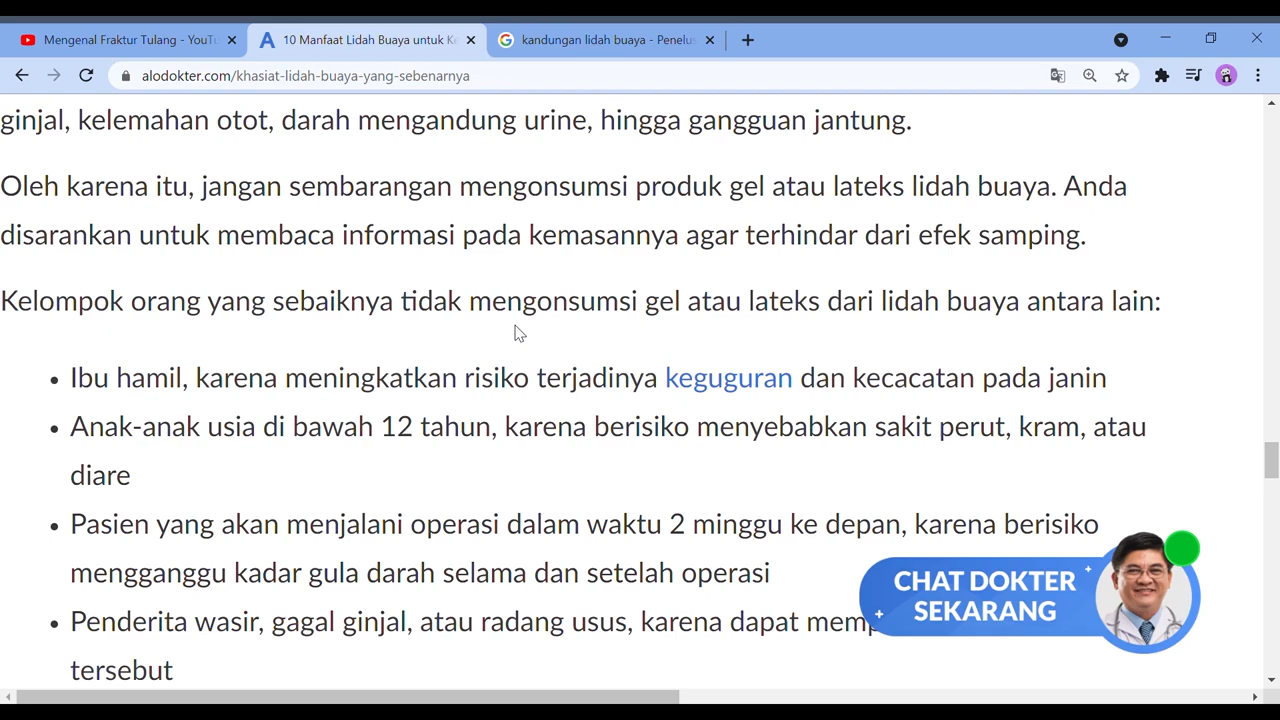 Mengenal Fraktur Tulang - YouTu
10 Manfaat Lidah Buaya untuk Ke
kandungan lidah buaya - Penelus
alodokter.com/khasiat-lidah-buaya-yang-sebenarnya
ginjal, kelemahan otot, darah mengandung urine, hingga gangguan jantung.
Oleh karena itu, jangan sembarangan mengonsumsi produk gel atau lateks lidah buaya. Anda
disarankan untuk membaca informasi pada kemasannya agar terhindar dari efek samping.
Kelompok orang yang sebaiknya tidak mengonsumsi gel atau lateks dari lidah buaya antara lain:
• Ibu hamil, karena meningkatkan risiko terjadinya keguguran dan kecacatan pada janin
• Anak-anak usia di bawah 12 tahun, karena berisiko menyebabkan sakit perut, kram, atau
diare
• Pasien yang akan menjalani operasi dalam waktu 2 minggu ke depan, karena berisiko
mengganggu kadar gula darah selama dan setelah operasi
• Penderita wasir, gagal ginjal, atau radang usus, karena dapat
tersebut
CHAT DOKTER
SEKARANG